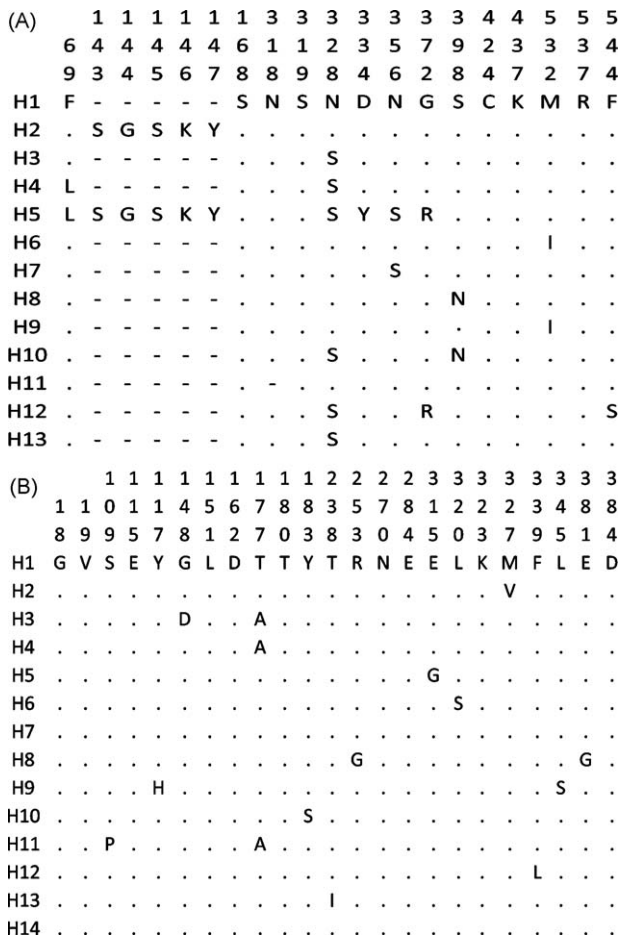 (A) 1 1 1 1 1 1 3 3 3 3 3 3 3 4 4 5 5 5
6 4 4 4 4 4 6 1 1 2 3 5 7 9 2 3 3 3 4
9 3 4 5 6 7 8 8 9 8 4 6 2 8 4 7 2 7 4
H1 F - - - - - S N S N D N G S C K M R F
H2 . S G S K Y . . . . . . . . . . . . .
H3 . - - - - - . . . S . . . . . . . . .
H4 L - - - - - . . . S . . . . . . . . .
H5 L S G S K Y . . . S Y S R . . . . . .
H6 . - - - - - . . . . . . . . . . I . .
H7 . - - - - - . . . . . S . . . . . . .
H8 . - - - - - . . . . . . . N . . . . .
H9 . - - - - - . . . . . . . . . . I . .
H10 . - - - - - . . . S . . . N . . . . .
H11 . - - - - - . - . . . . . . . . . . .
H12 . - - - - - . . . S . . R . . . . . S
H13 . - - - - - . . . S . . . . . . . . .
(B) 1 1 1 1 1 1 1 1 1 2 2 2 2 3 3 3 3 3 3 3 3
1 1 0 1 1 4 5 6 7 8 8 3 5 7 8 1 2 2 2 3 4 8 8
8 9 9 5 7 8 1 2 7 0 3 8 3 0 4 5 0 3 7 9 5 1 4
H1 G V S E Y G L D T T Y T R N E E L K M F L E D
H2 . . . . . . . . . . . . . . . . . . V . . . .
H3 . . . . . D . . A . . . . . . . . . . . . . .
H4 . . . . . . . . A . . . . . . . . . . . . . .
H5 . . . . . . . . . . . . . . . G . . . . . . .
H6 . . . . . . . . . . . . . . . . S . . . . . .
H7 . . . . . . . . . . . . . . . . . . . . . . .
H8 . . . . . . . . . . . . G . . . . . . . . G .
H9 . . . . H . . . . . . . . . . . . . . . S . .
H10 . . . . . . . . . . S . . . . . . . . . . . .
H11 . . P . . . . . A . . . . . . . . . . . . . .
H12 . . . . . . . . . . . . . . . . . . . L . . .
H13 . . . . . . . . . . . I . . . . . . . . . . .
H14 . . . . . . . . . . . . . . . . . . . . . . .